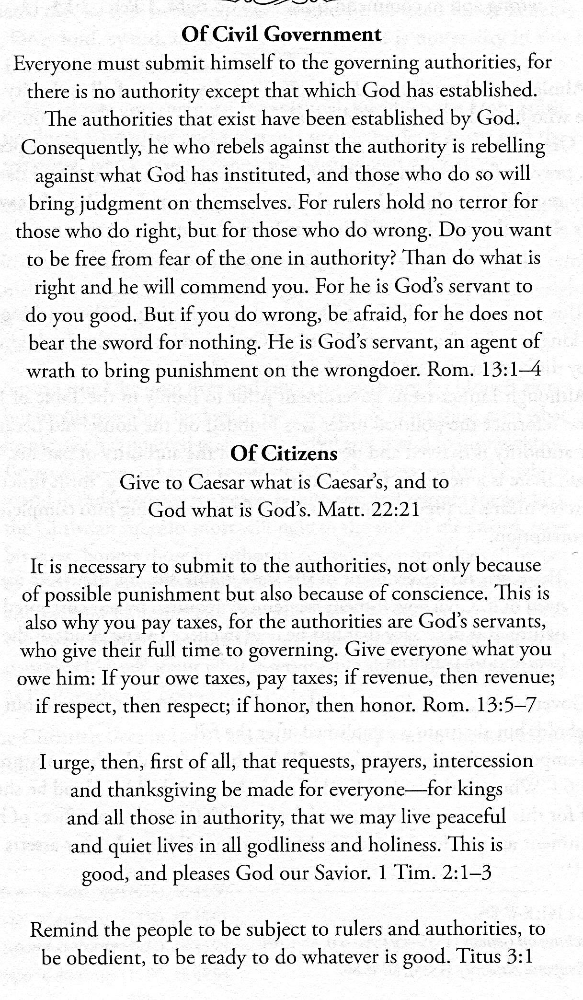 Of Civil Government
Everyone must submit himself to the governing authorities, for
there is no authority except that which God has established.
The authorities that exist have been established by God.
Consequently, he who rebels against the authority is rebelling
against what God has instituted, and those who do so will
bring judgment on themselves. For rulers hold no terror for
those who do right, but for those who do wrong. Do you want
to be free from fear of the one in authority? Than do what is
right and he will commend you. For he is God’s servant to
do you good. But if you do wrong, be afraid, for he does not
bear the sword for nothing. He is God’s servant, an agent of
wrath to bring punishment on the wrongdoer. Rom. 13:1–4
Of Citizens
Give to Caesar what is Caesar’s, and to
God what is God’s. Matt. 22:21
It is necessary to submit to the authorities, not only because
of possible punishment but also because of conscience. This is
also why you pay taxes, for the authorities are God’s servants,
who give their full time to governing. Give everyone what you
owe him: If your owe taxes, pay taxes; if revenue, then revenue;
if respect, then respect; if honor, then honor. Rom. 13:5–7
I urge, then, first of all, that requests, prayers, intercession
and thanksgiving be made for everyone—for kings
and all those in authority, that we may live peaceful
and quiet lives in all godliness and holiness. This is
good, and pleases God our Savior. 1 Tim. 2:1–3
Remind the people to be subject to rulers and authorities, to
be obedient, to be ready to do whatever is good. Titus 3:1